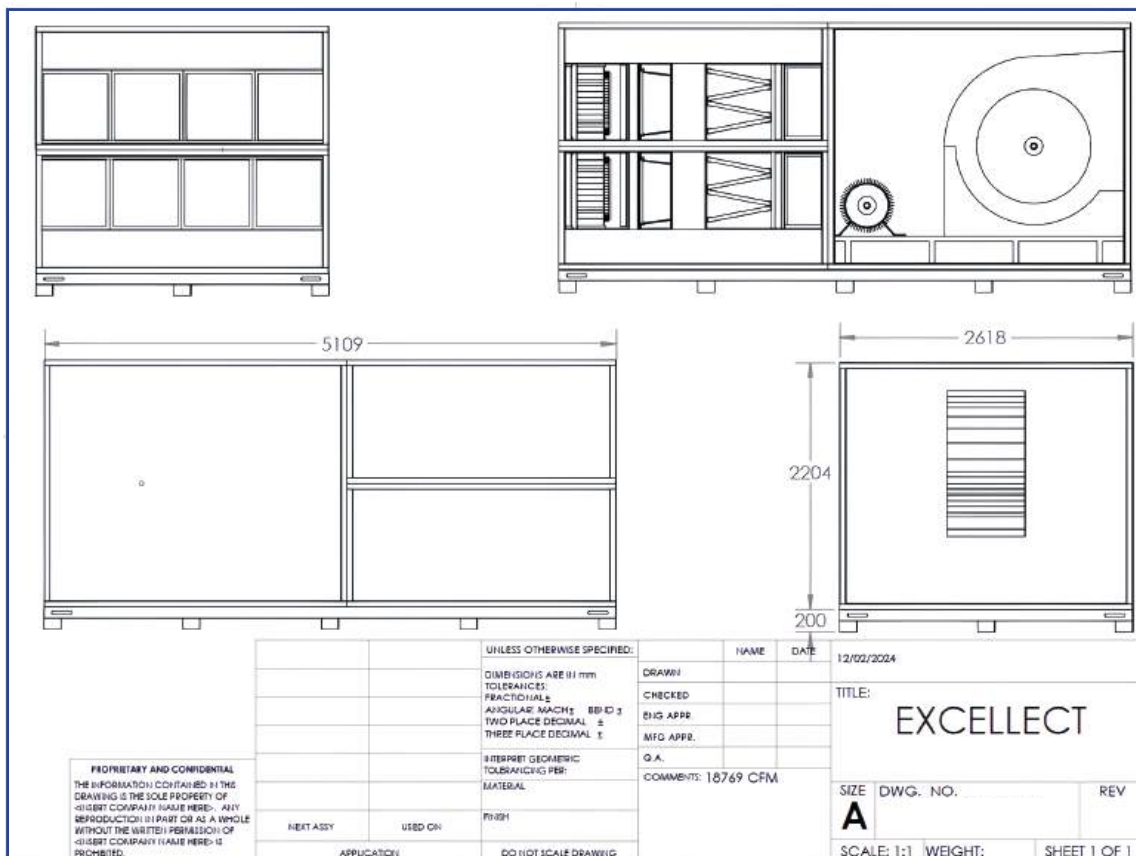 5109
2618
2204
200
UNLESS OTHERWISE SPECIFIED:
DIMENSIONS ARE IN mm
TOLERANCES:
FRACTIONAL ±
ANGULAR: MACH ± BEND ±
TWO PLACE DECIMAL ±
THREE PLACE DECIMAL ±
INTERPRET GEOMETRIC
TOLERANCING PER:
MATERIAL
FINISH
DO NOT SCALE DRAWING
NAME DATE
DRAWN
CHECKED
ENG APPR.
MFG APPR.
Q.A.
COMMENTS: 18769 CFM
12/02/2024
TITLE:
EXCELLECT
SIZE DWG. NO. REV
A
SCALE: 1:1 WEIGHT: SHEET 1 OF 1
PROPRIETARY AND CONFIDENTIAL
THE INFORMATION CONTAINED IN THIS
DRAWING IS THE SOLE PROPERTY OF
<INSERT COMPANY NAME HERE>. ANY
REPRODUCTION IN PART OR AS A WHOLE
WITHOUT THE WRITTEN PERMISSION OF
<INSERT COMPANY NAME HERE> IS
PROHIBITED.
NEXT ASSY USED ON
APPLICATION